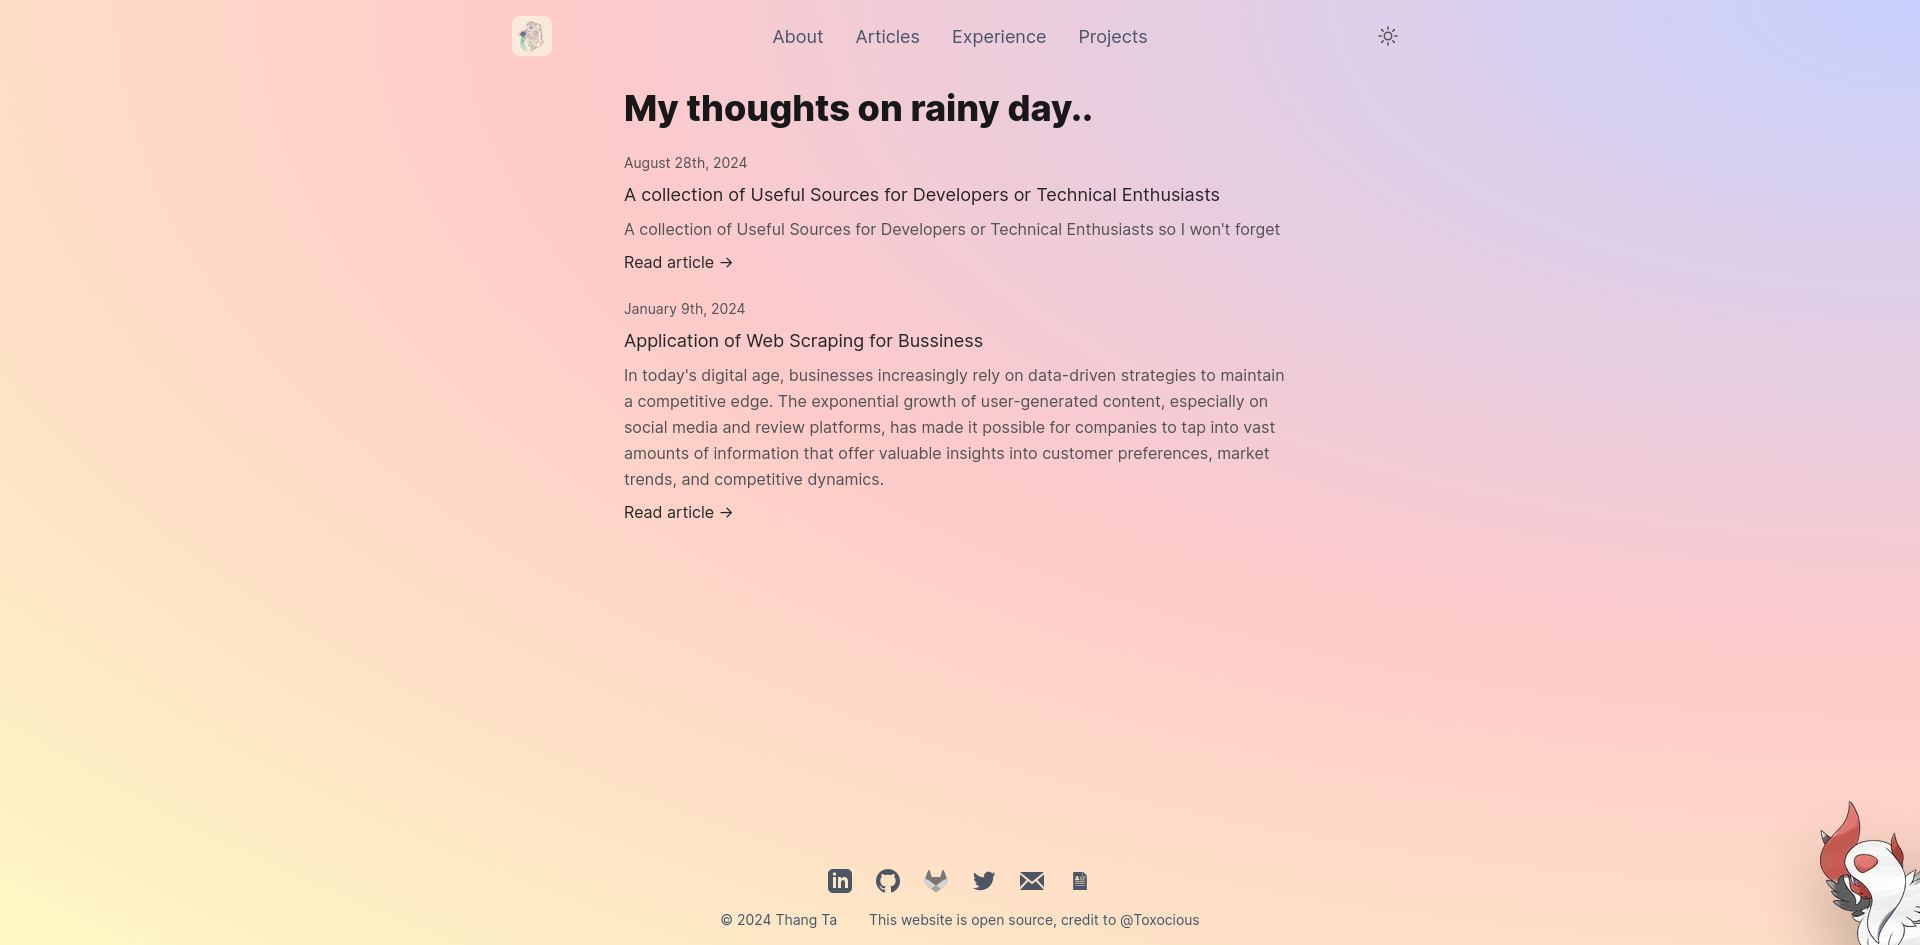 About Articles Experience Projects
My thoughts on rainy day..
August 28th, 2024
A collection of Useful Sources for Developers or Technical Enthusiasts
A collection of Useful Sources for Developers or Technical Enthusiasts so I won't forget
Read article →
January 9th, 2024
Application of Web Scraping for Bussiness
In today's digital age, businesses increasingly rely on data-driven strategies to maintain
a competitive edge. The exponential growth of user-generated content, especially on
social media and review platforms, has made it possible for companies to tap into vast
amounts of information that offer valuable insights into customer preferences, market
trends, and competitive dynamics.
Read article →
© 2024 Thang Ta This website is open source, credit to @Toxocious